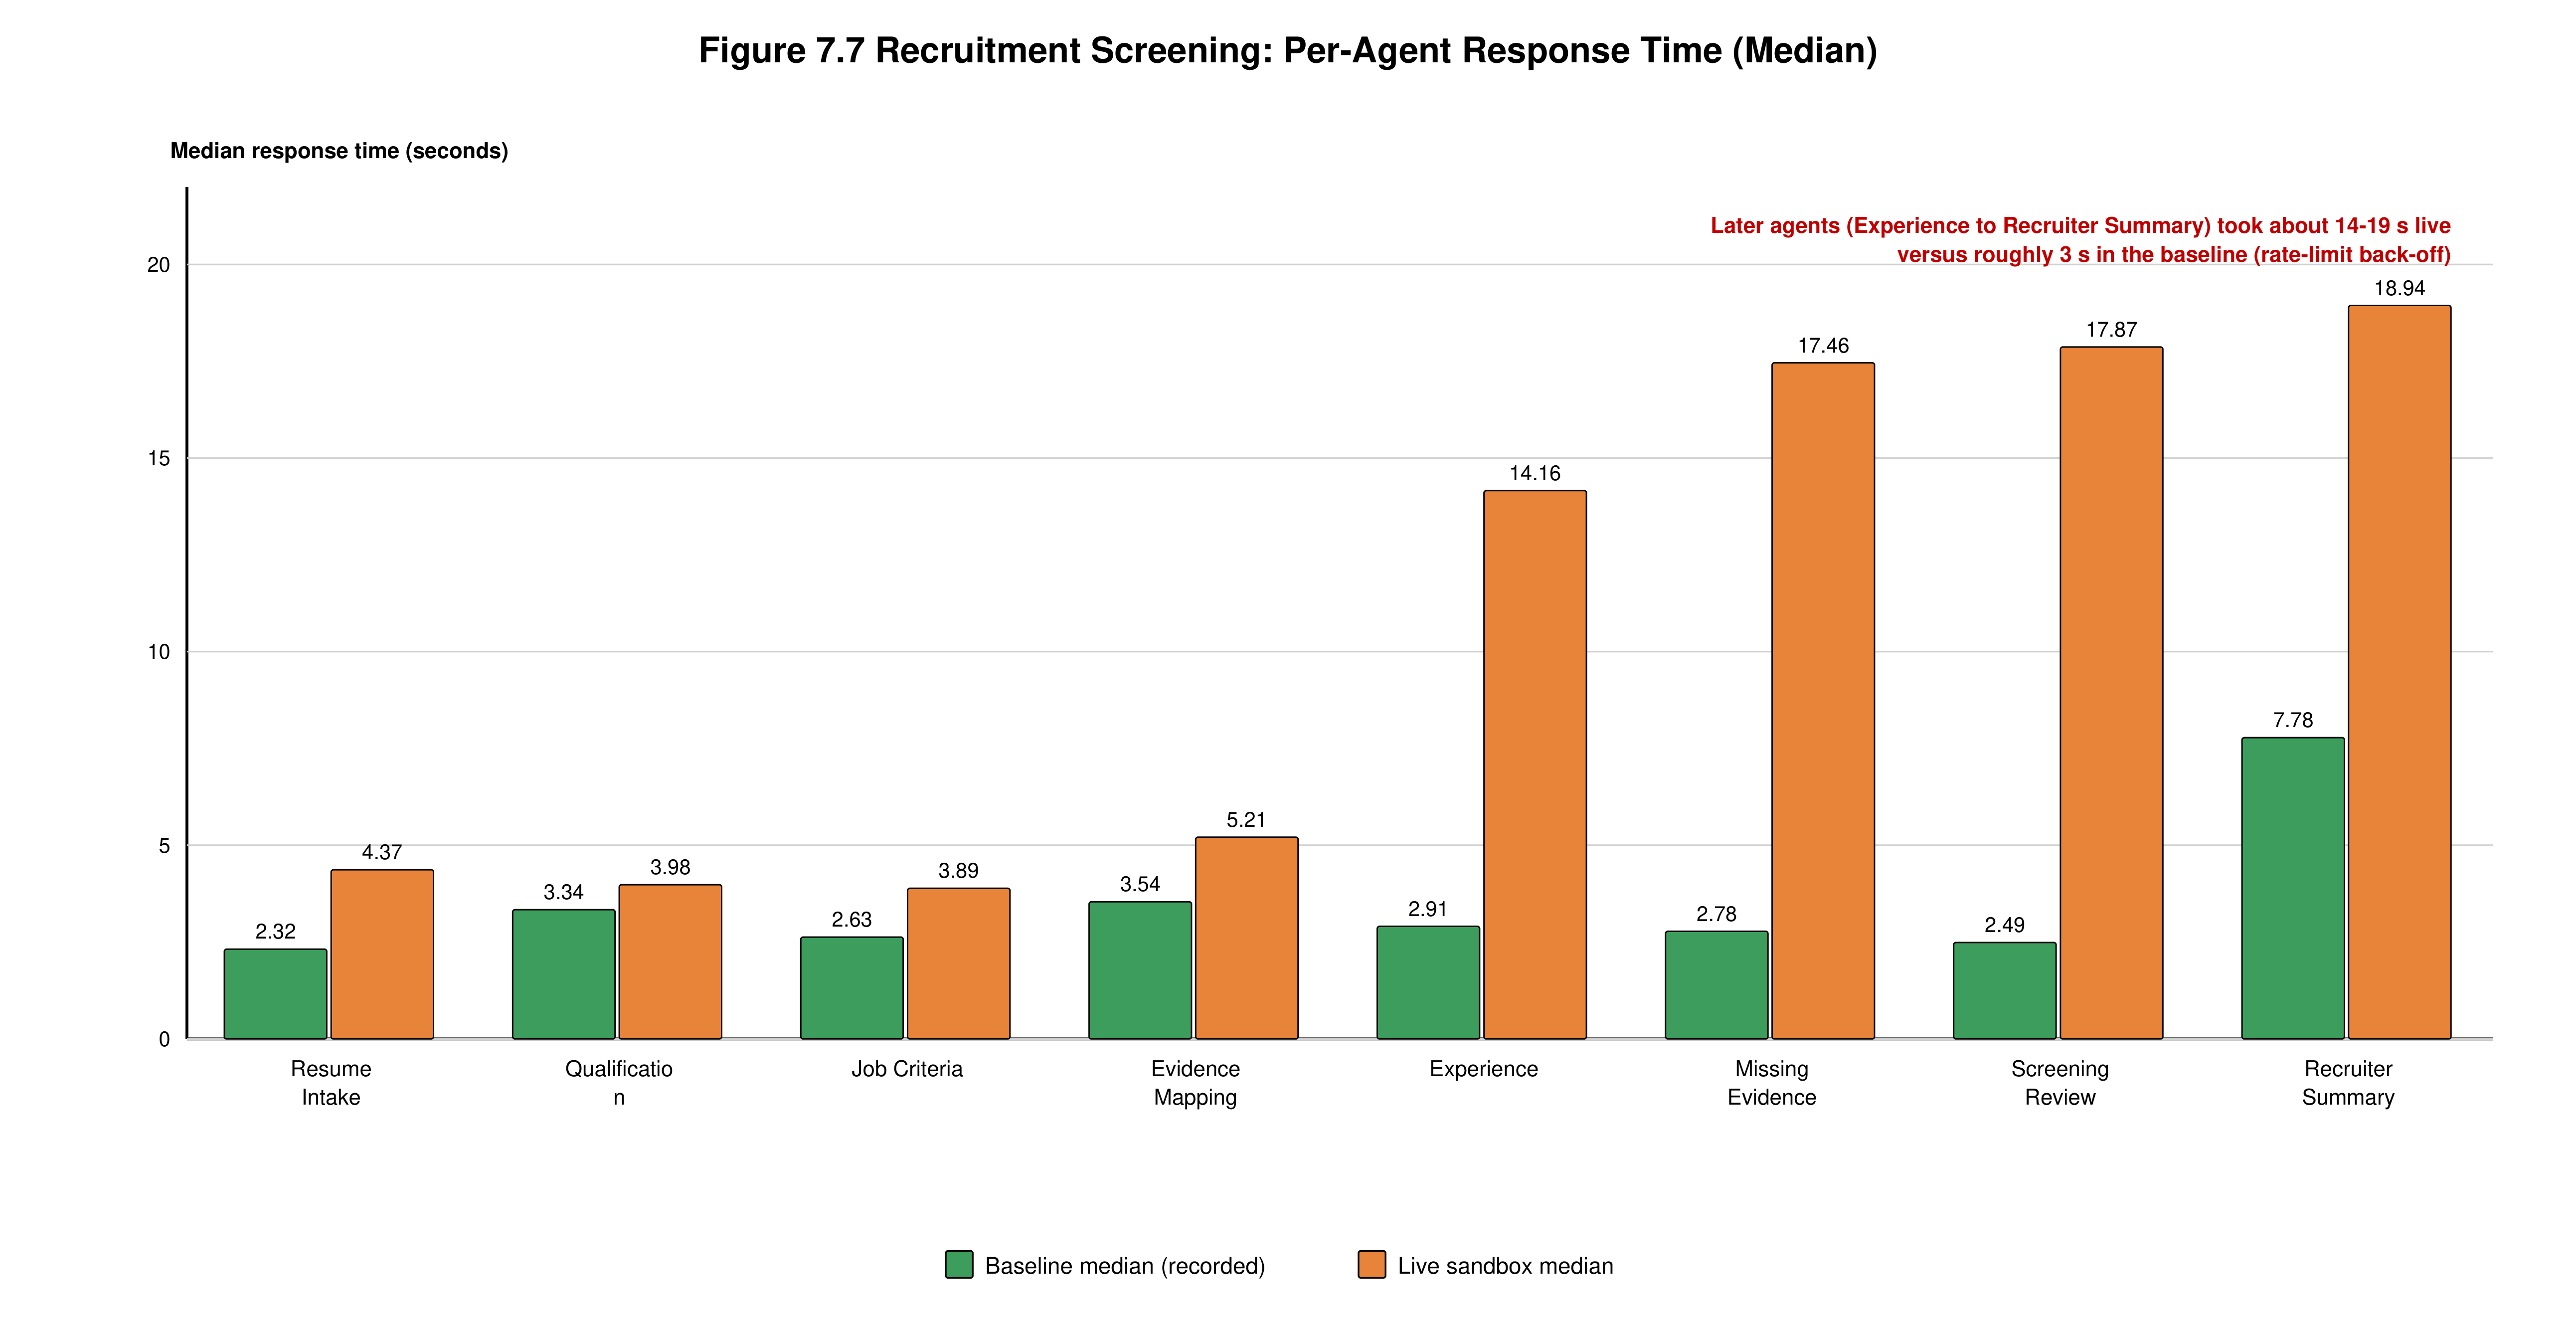 Figure 7.7 Recruitment Screening: Per-Agent Response Time (Median)
Median response time (seconds)
Later agents (Experience to Recruiter Summary) took about 14-19 s live
versus roughly 3 s in the baseline (rate-limit back-off)
20
15
10
5
0
2.32
4.37
3.34
3.98
2.63
3.89
3.54
5.21
2.91
14.16
2.78
17.46
2.49
17.87
7.78
18.94
Resume
Intake
Qualificatio
n
Job Criteria
Evidence
Mapping
Experience
Missing
Evidence
Screening
Review
Recruiter
Summary
Baseline median (recorded)
Live sandbox median